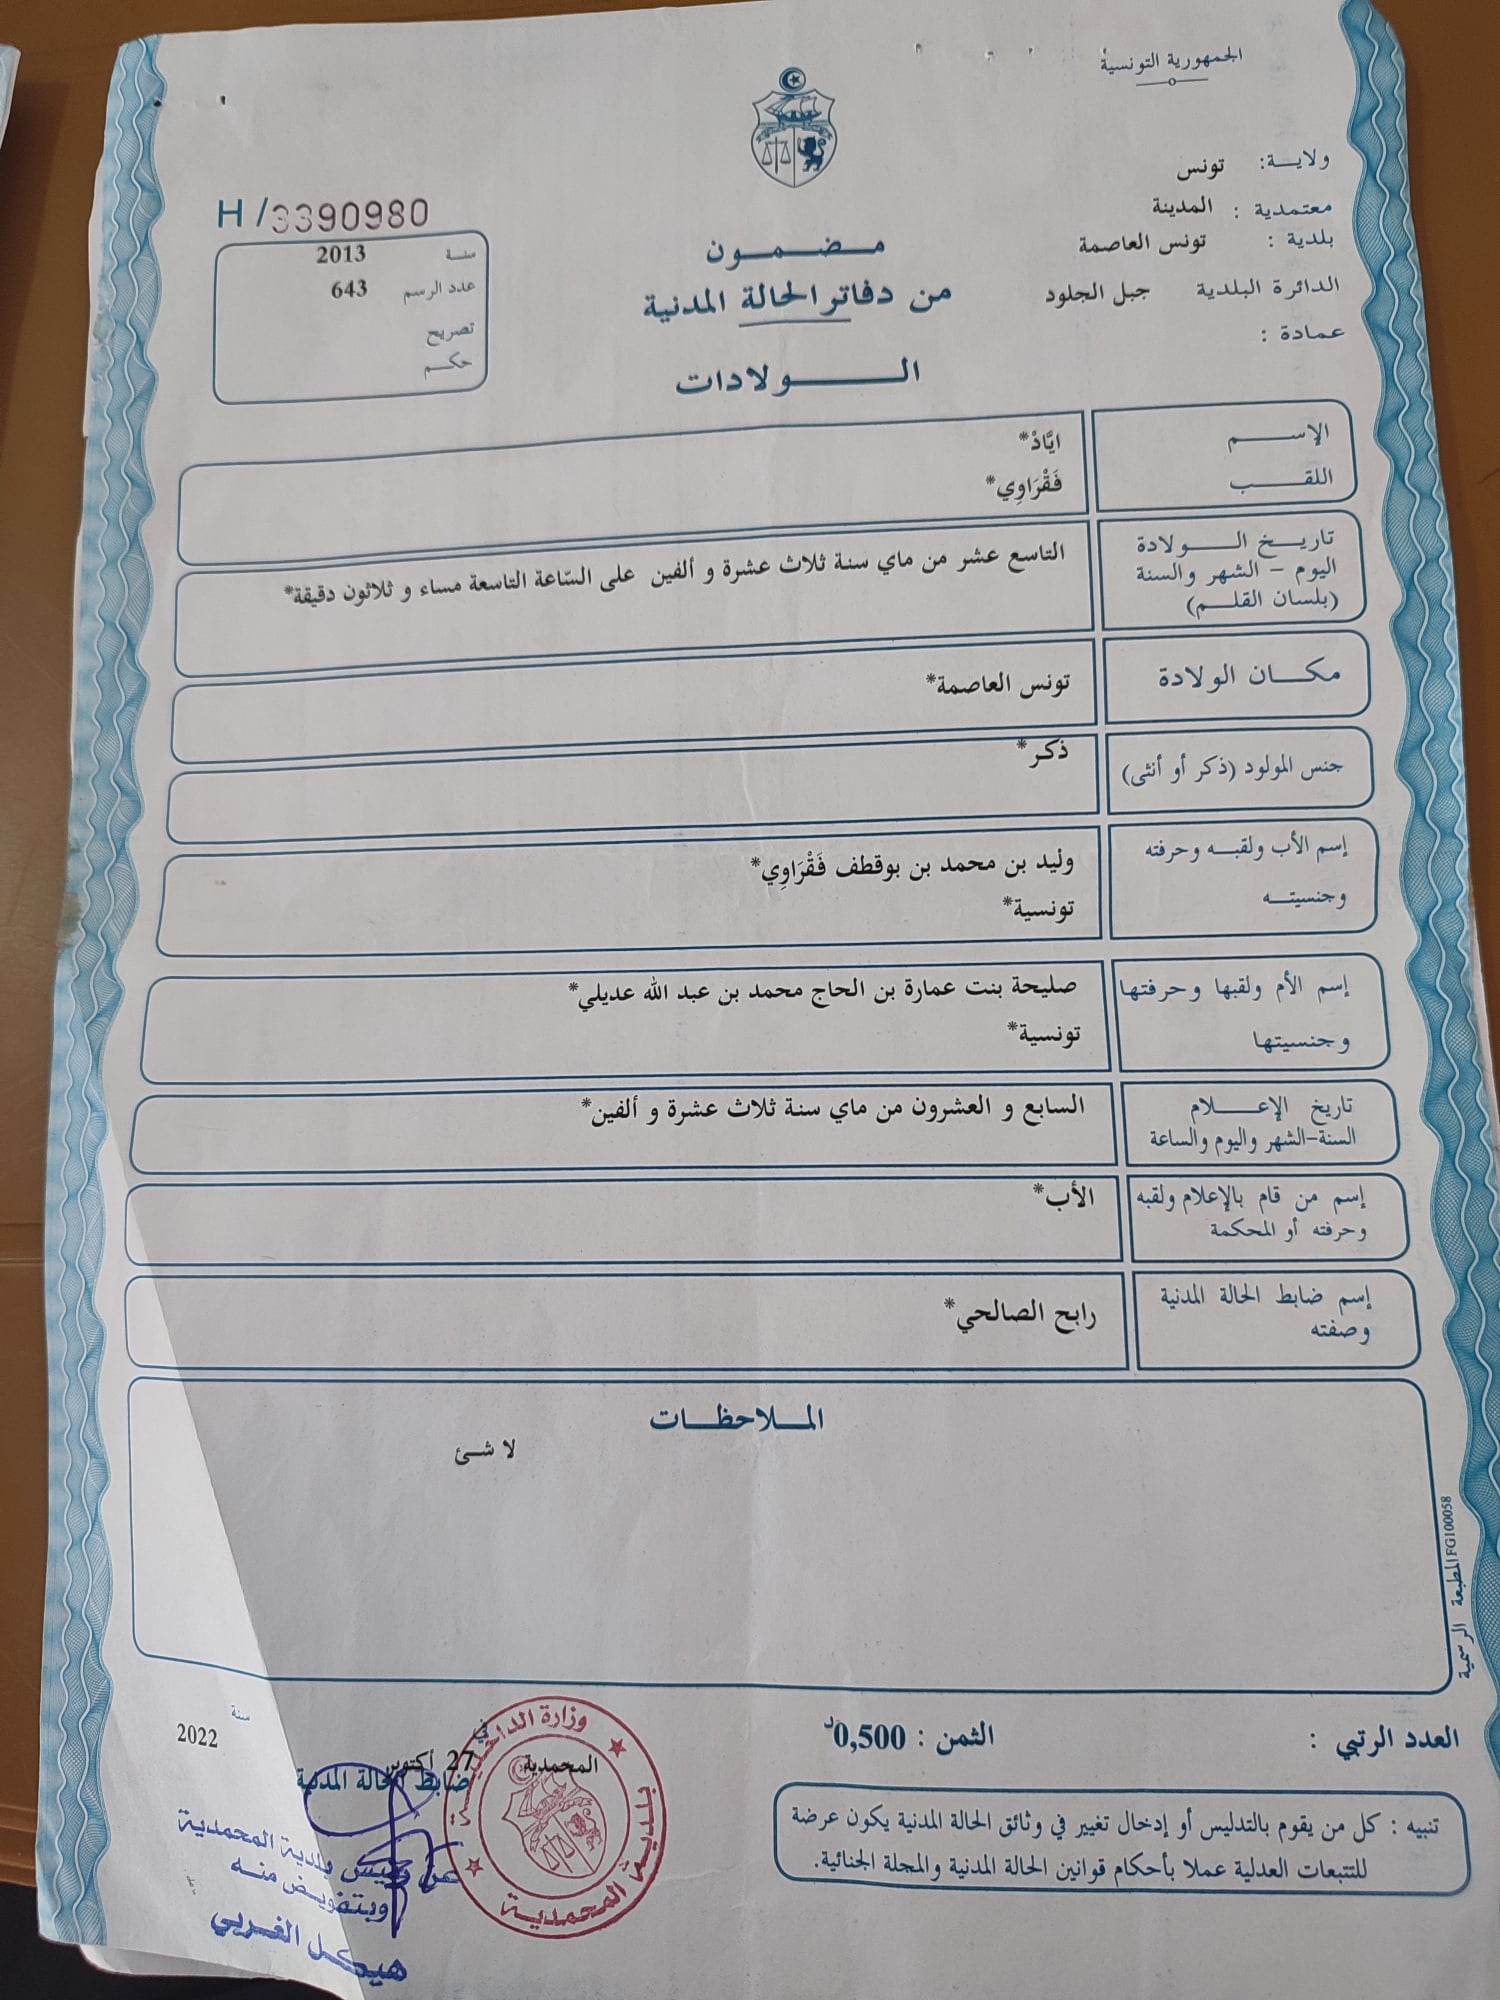 الجمهورية التونسية
ولايـــة: تونس
معتمدية : المدينة
بلدية : تونس العاصمة
الدائرة البلدية جبل الجلود
عمادة :
H/3390980
سنة 2013
عدد الرسم 643
تصريح
حكم
مضمون
من دفاتر الحالة المدنية
الولادات
الإسم ايَّادْ*
اللقب فَقْرَاوِي*
تاريخ الولادة
اليوم - الشهر والسنة
(بلسان القلم)
التاسع عشر من ماي سنة ثلاث عشرة و ألفين على السّاعة التاسعة مساء و ثلاثون دقيقة*
مكان الولادة تونس العاصمة*
جنس المولود (ذكر أو أنثى) ذكر*
إسم الأب ولقبه وحرفته
وجنسيته
وليد بن محمد بن بوقطف فَقْرَاوِي*
تونسية*
إسم الأم ولقبها وحرفتها
وجنسيتها
صليحة بنت عمارة بن الحاج محمد بن عبد الله عديلي*
تونسية*
تاريخ الإعلام
السنة-الشهر واليوم والساعة
السابع و العشرون من ماي سنة ثلاث عشرة و ألفين*
إسم من قام بالإعلام ولقبه
وحرفته أو المحكمة
الأب*
إسم ضابط الحالة المدنية
وصفته
رابح الصالحي*
الملاحظات
لا شئ
المطبعة الرسمية FG100058
العدد الرتبي :
الثمن : 0,500د
تنبيه : كل من يقوم بالتدليس أو إدخال تغيير في وثائق الحالة المدنية يكون عرضة
للتتبعات العدلية عملا بأحكام قوانين الحالة المدنية والمجلة الجنائية.
المحمدية في 27 أكتوبر سنة 2022
ضابط الحالة المدنية
وزارة الداخلية
بلدية المحمدية
عن رئيس بلدية المحمدية
وبتفويض منه
هيكل الغربي